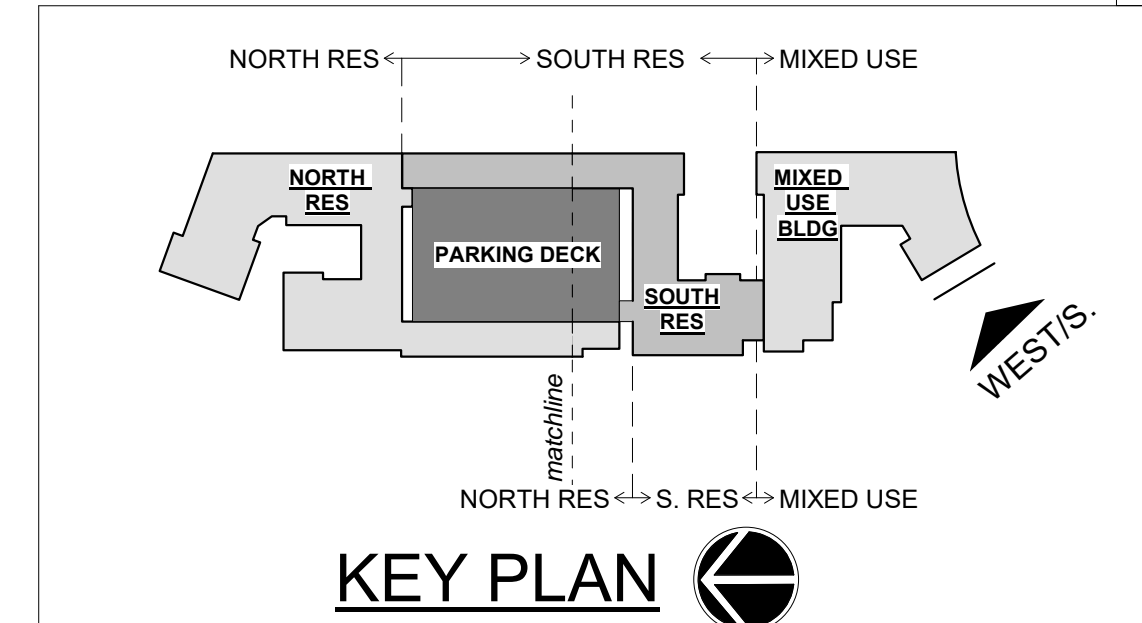 NORTH RES SOUTH RES MIXED USE
NORTH
RES
MIXED
USE
BLDG
PARKING DECK
SOUTH
RES
WEST/S.
matchline
NORTH RES S. RES MIXED USE
KEY PLAN